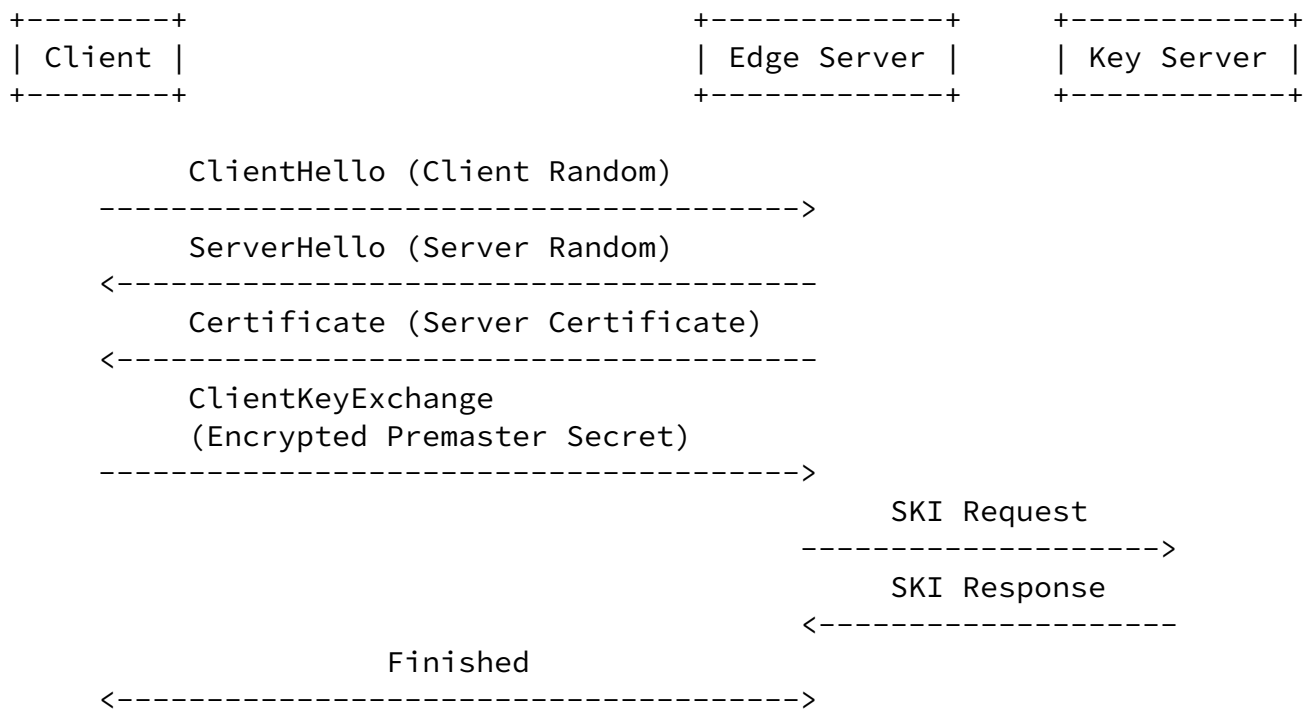 Client Edge Server Key Server
ClientHello (Client Random)
ServerHello (Server Random)
Certificate (Server Certificate)
ClientKeyExchange
(Encrypted Premaster Secret)
SKI Request
SKI Response
Finished